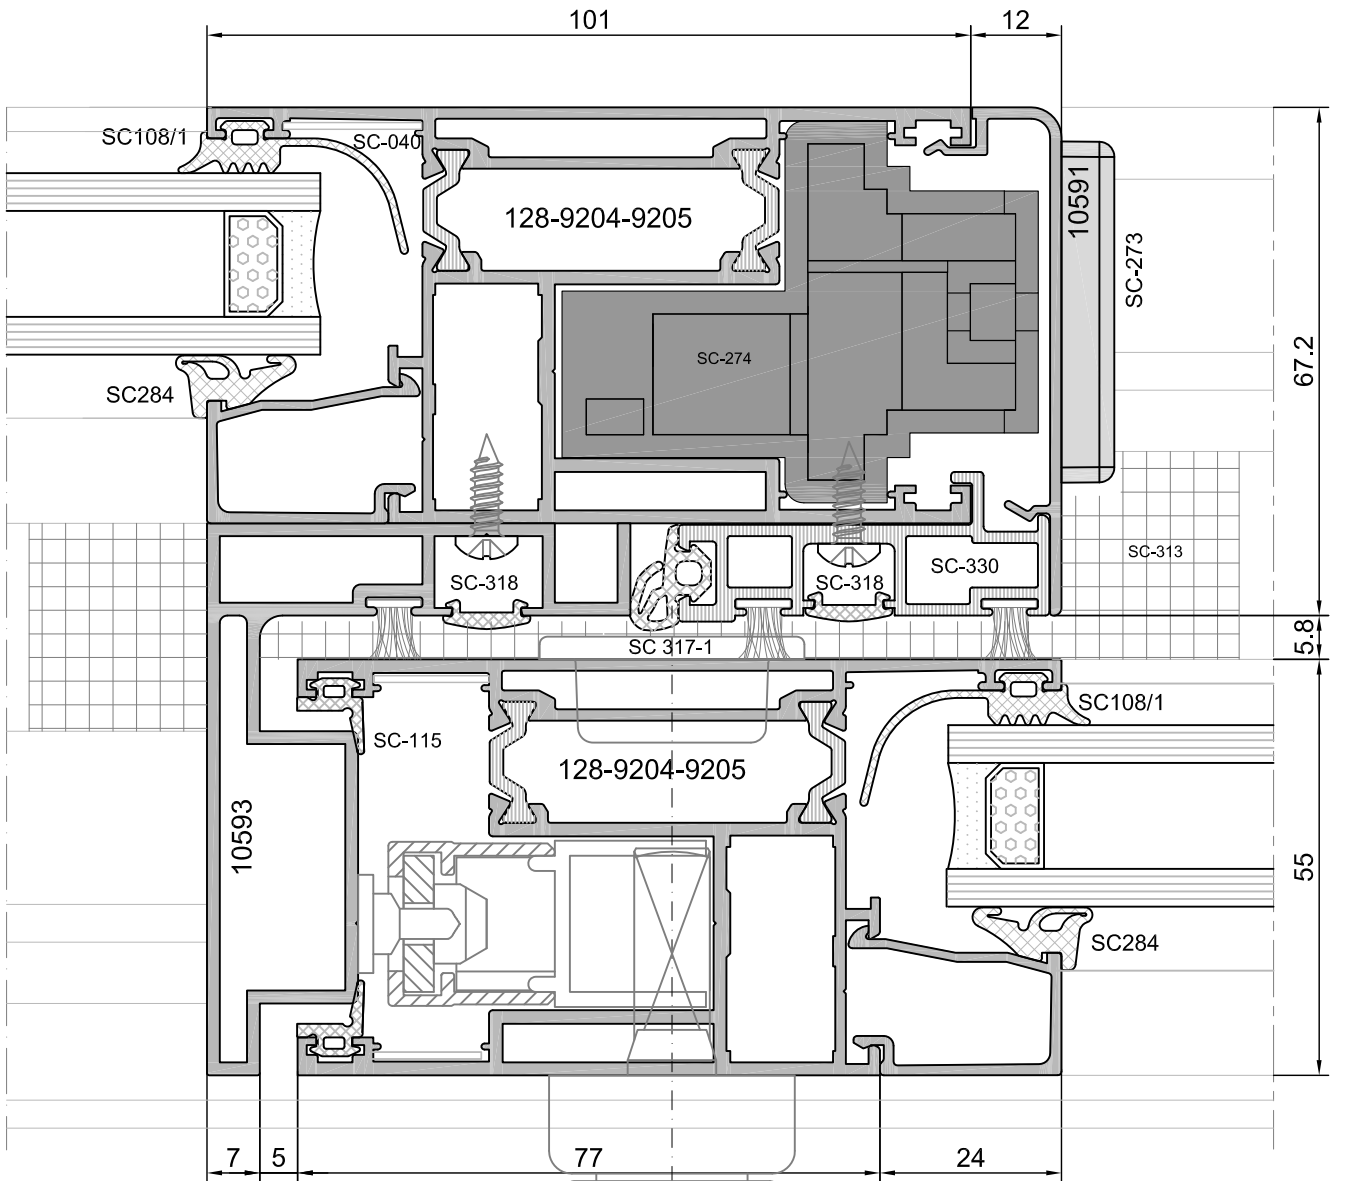 101
12
SC108/1
SC-040
10591
128-9204-9205
SC-273
SC-274
67.2
SC284
SC-313
SC-318
SC-318
SC-330
5.8
SC 317-1
SC108/1
SC-115
128-9204-9205
10593
55
SC284
7
5
77
24